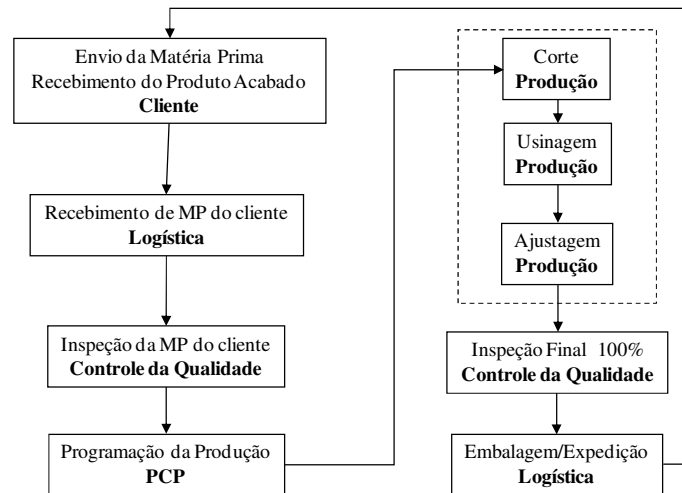 Envio da Matéria Prima
Recebimento do Produto Acabado
Cliente
Recebimento de MP do cliente
Logística
Inspeção da MP do cliente
Controle da Qualidade
Programação da Produção
PCP
Corte
Produção
Usinagem
Produção
Ajustagem
Produção
Inspeção Final 100%
Controle da Qualidade
Embalagem/Expedição
Logística